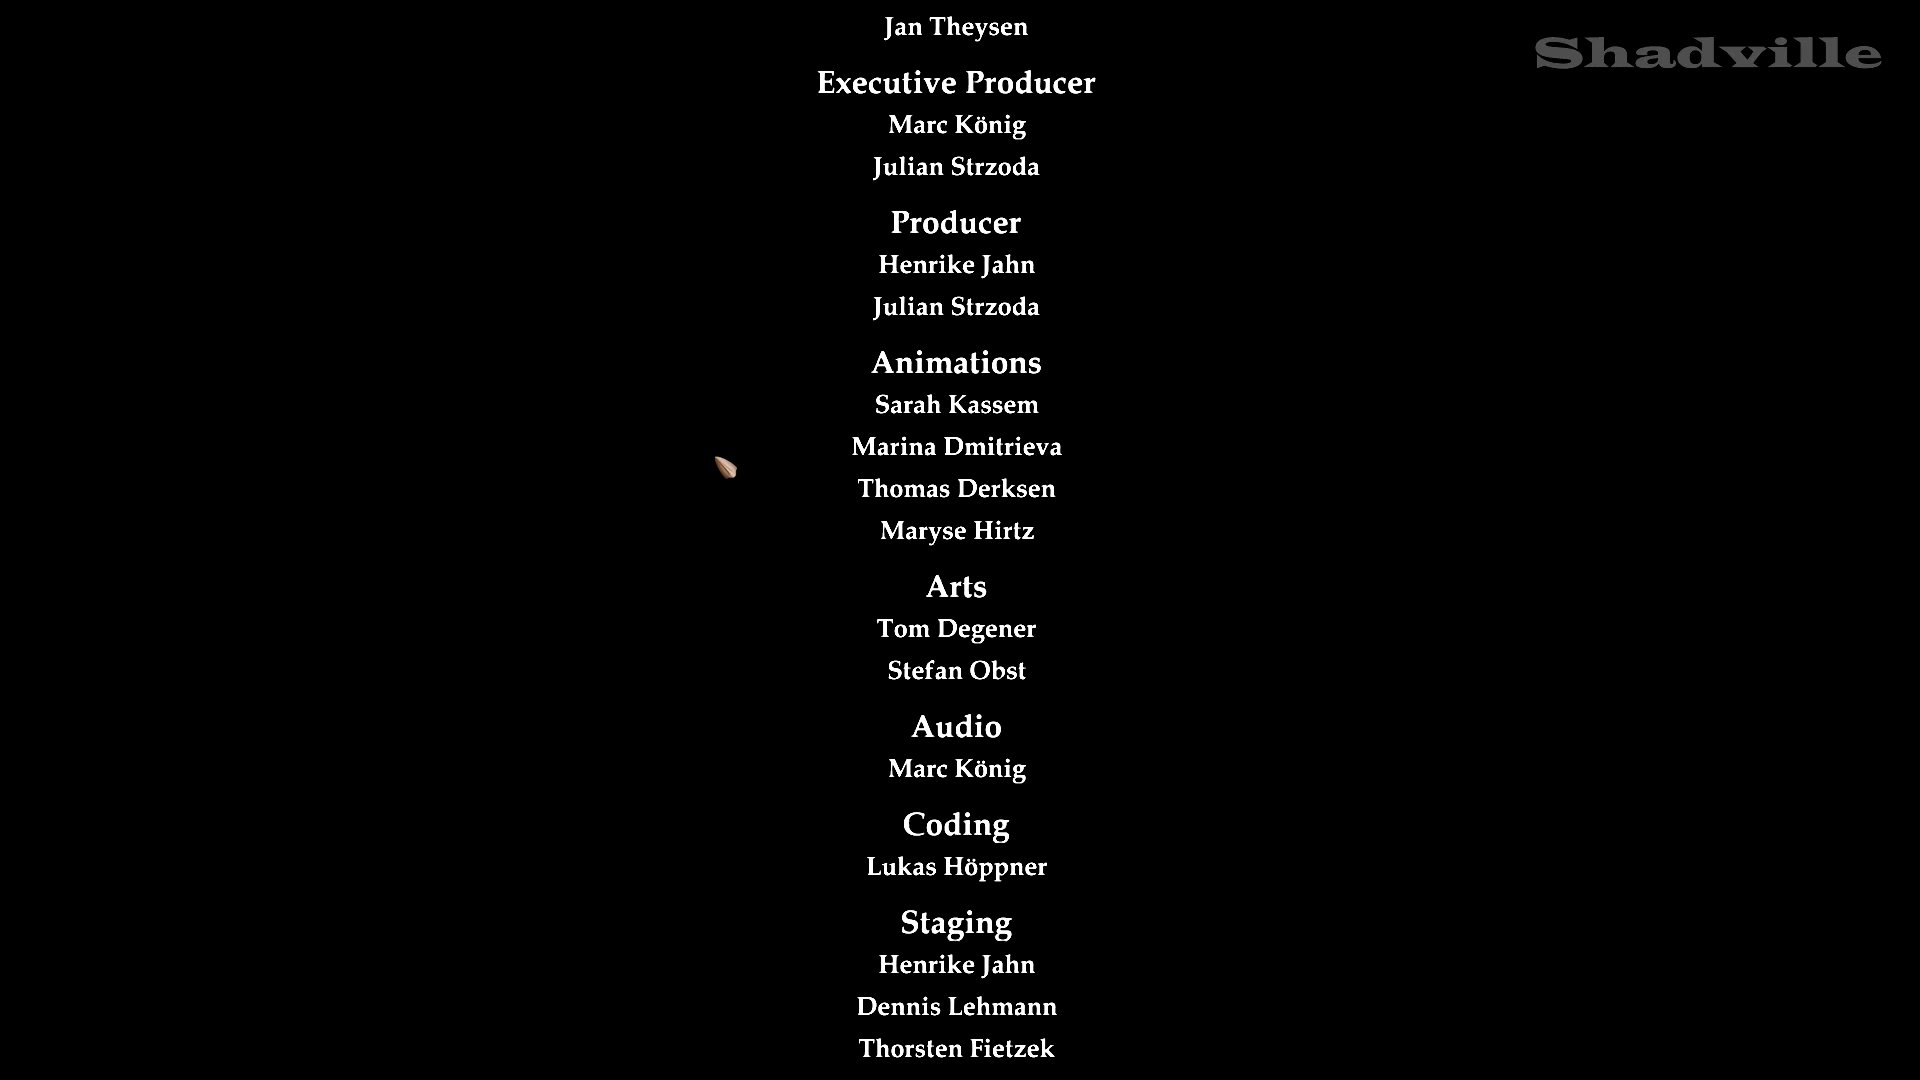 Jan Theysen
Shadville
Executive Producer
Marc König
Julian Strzoda
Producer
Henrike Jahn
Julian Strzoda
Animations
Sarah Kassem
Marina Dmitrieva
Thomas Derksen
Maryse Hirtz
Arts
Tom Degener
Stefan Obst
Audio
Marc König
Coding
Lukas Höppner
Staging
Henrike Jahn
Dennis Lehmann
Thorsten Fietzek